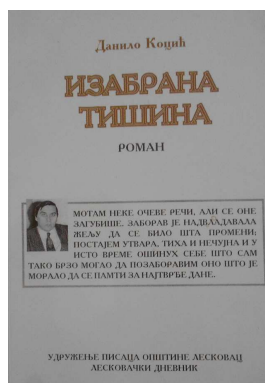 Данило Коцић
ИЗАБРАНА
ТИШИНА
РОМАН
МОТАМ НЕКЕ ОЧЕВЕ РЕЧИ, АЛИ СЕ ОНЕ
ЗАГУБИШЕ. ЗАБОРАВ ЈЕ НАДВЛАДАВАЛА
ЖЕЉУ ДА СЕ БИЛО ШТА ПРОМЕНИ;
ПОСТАЈЕМ УТВАРА, ТИХА И НЕЧУЈНА И У
ИСТО ВРЕМЕ ОШИНУХ СЕБЕ ШТО САМ
ТАКО БРЗО МОГАО ДА ПОЗАБОРАВИМ ОНО ШТО ЈЕ
МОРАЛО ДА СЕ ПАМТИ ЗА НАЈТВРЂЕ ДАНЕ.
УДРУЖЕЊЕ ПИСАЦА ОПШТИНЕ ЛЕСКОВАЦ
ЛЕСКОВАЧКИ ДНЕВНИК